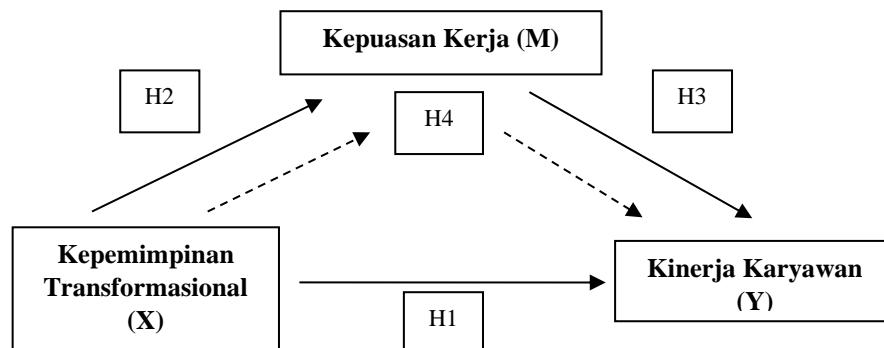 Kepuasan Kerja (M)
H2
H4
H3
Kepemimpinan
Transformasional
(X)
Kinerja Karyawan
(Y)
H1